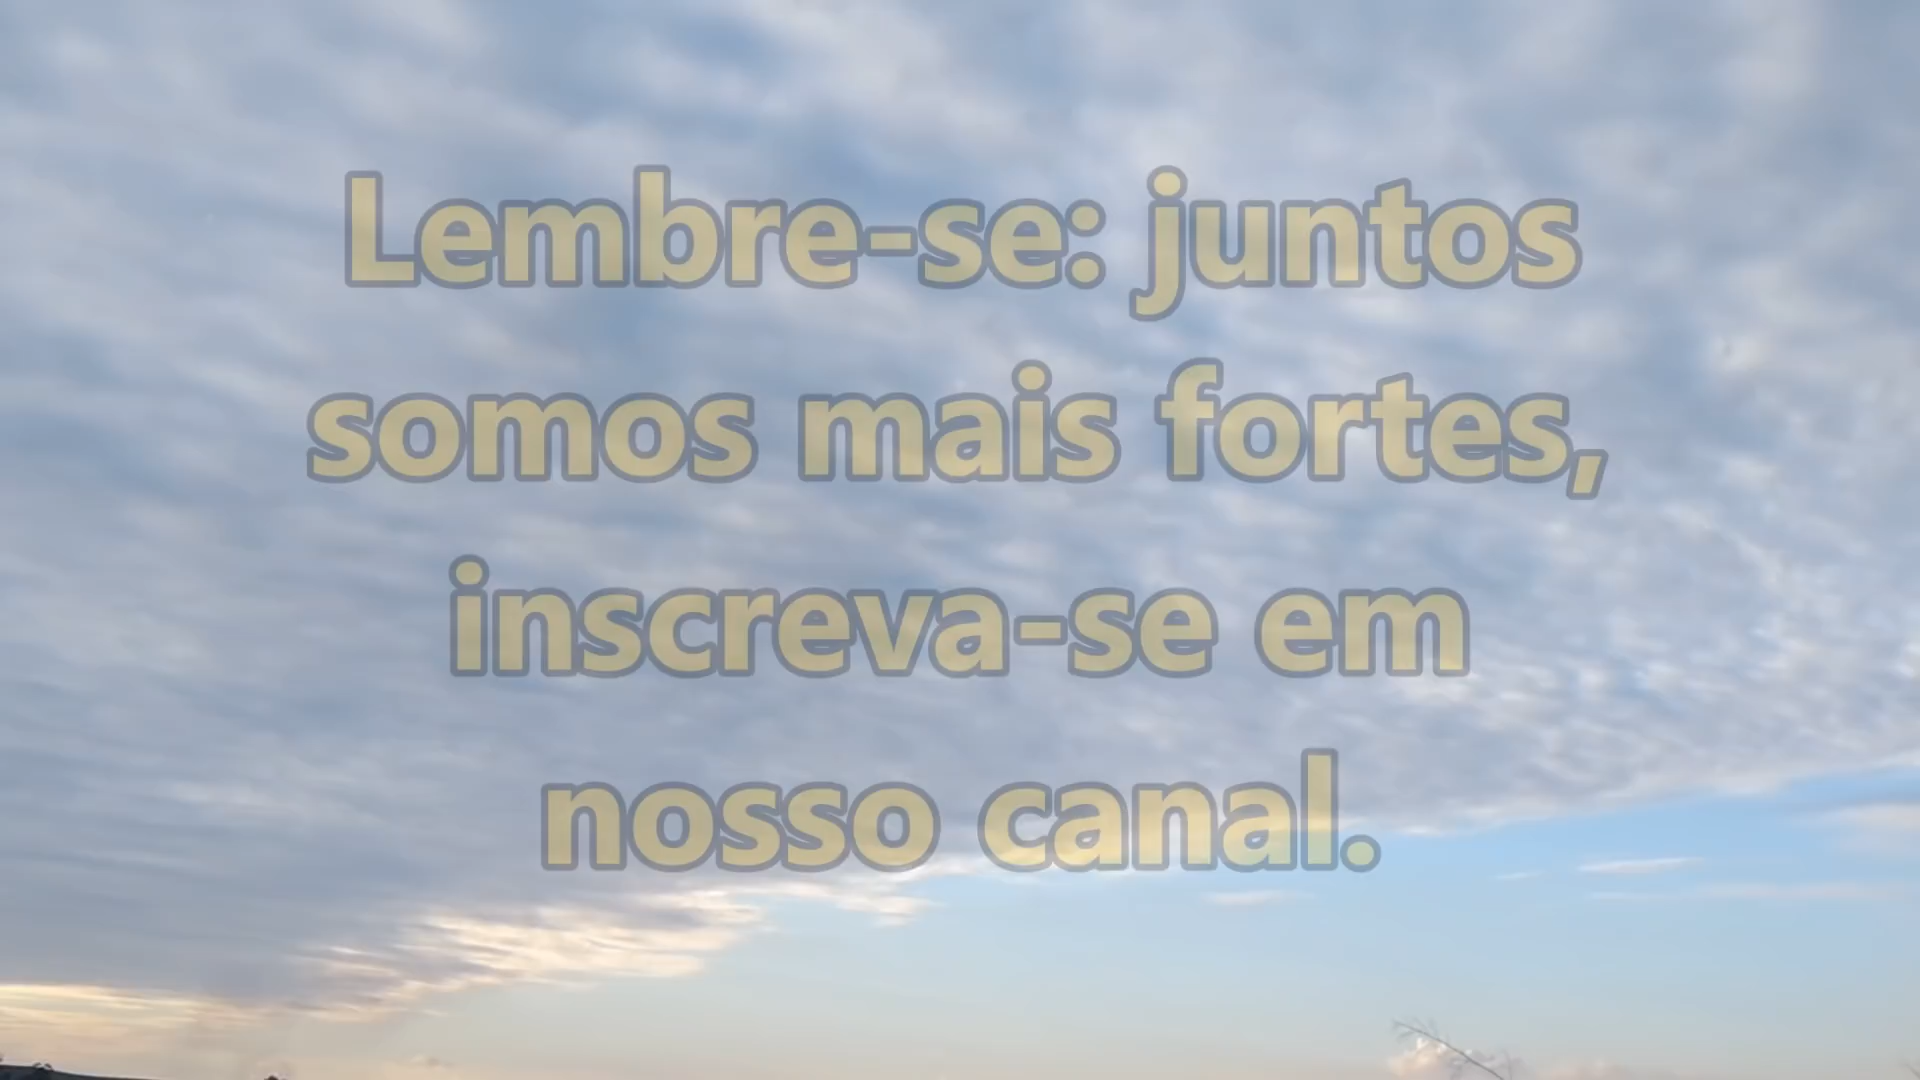 Lembre-se: juntos
somos mais fortes,
inscreva-se em
nosso canal.